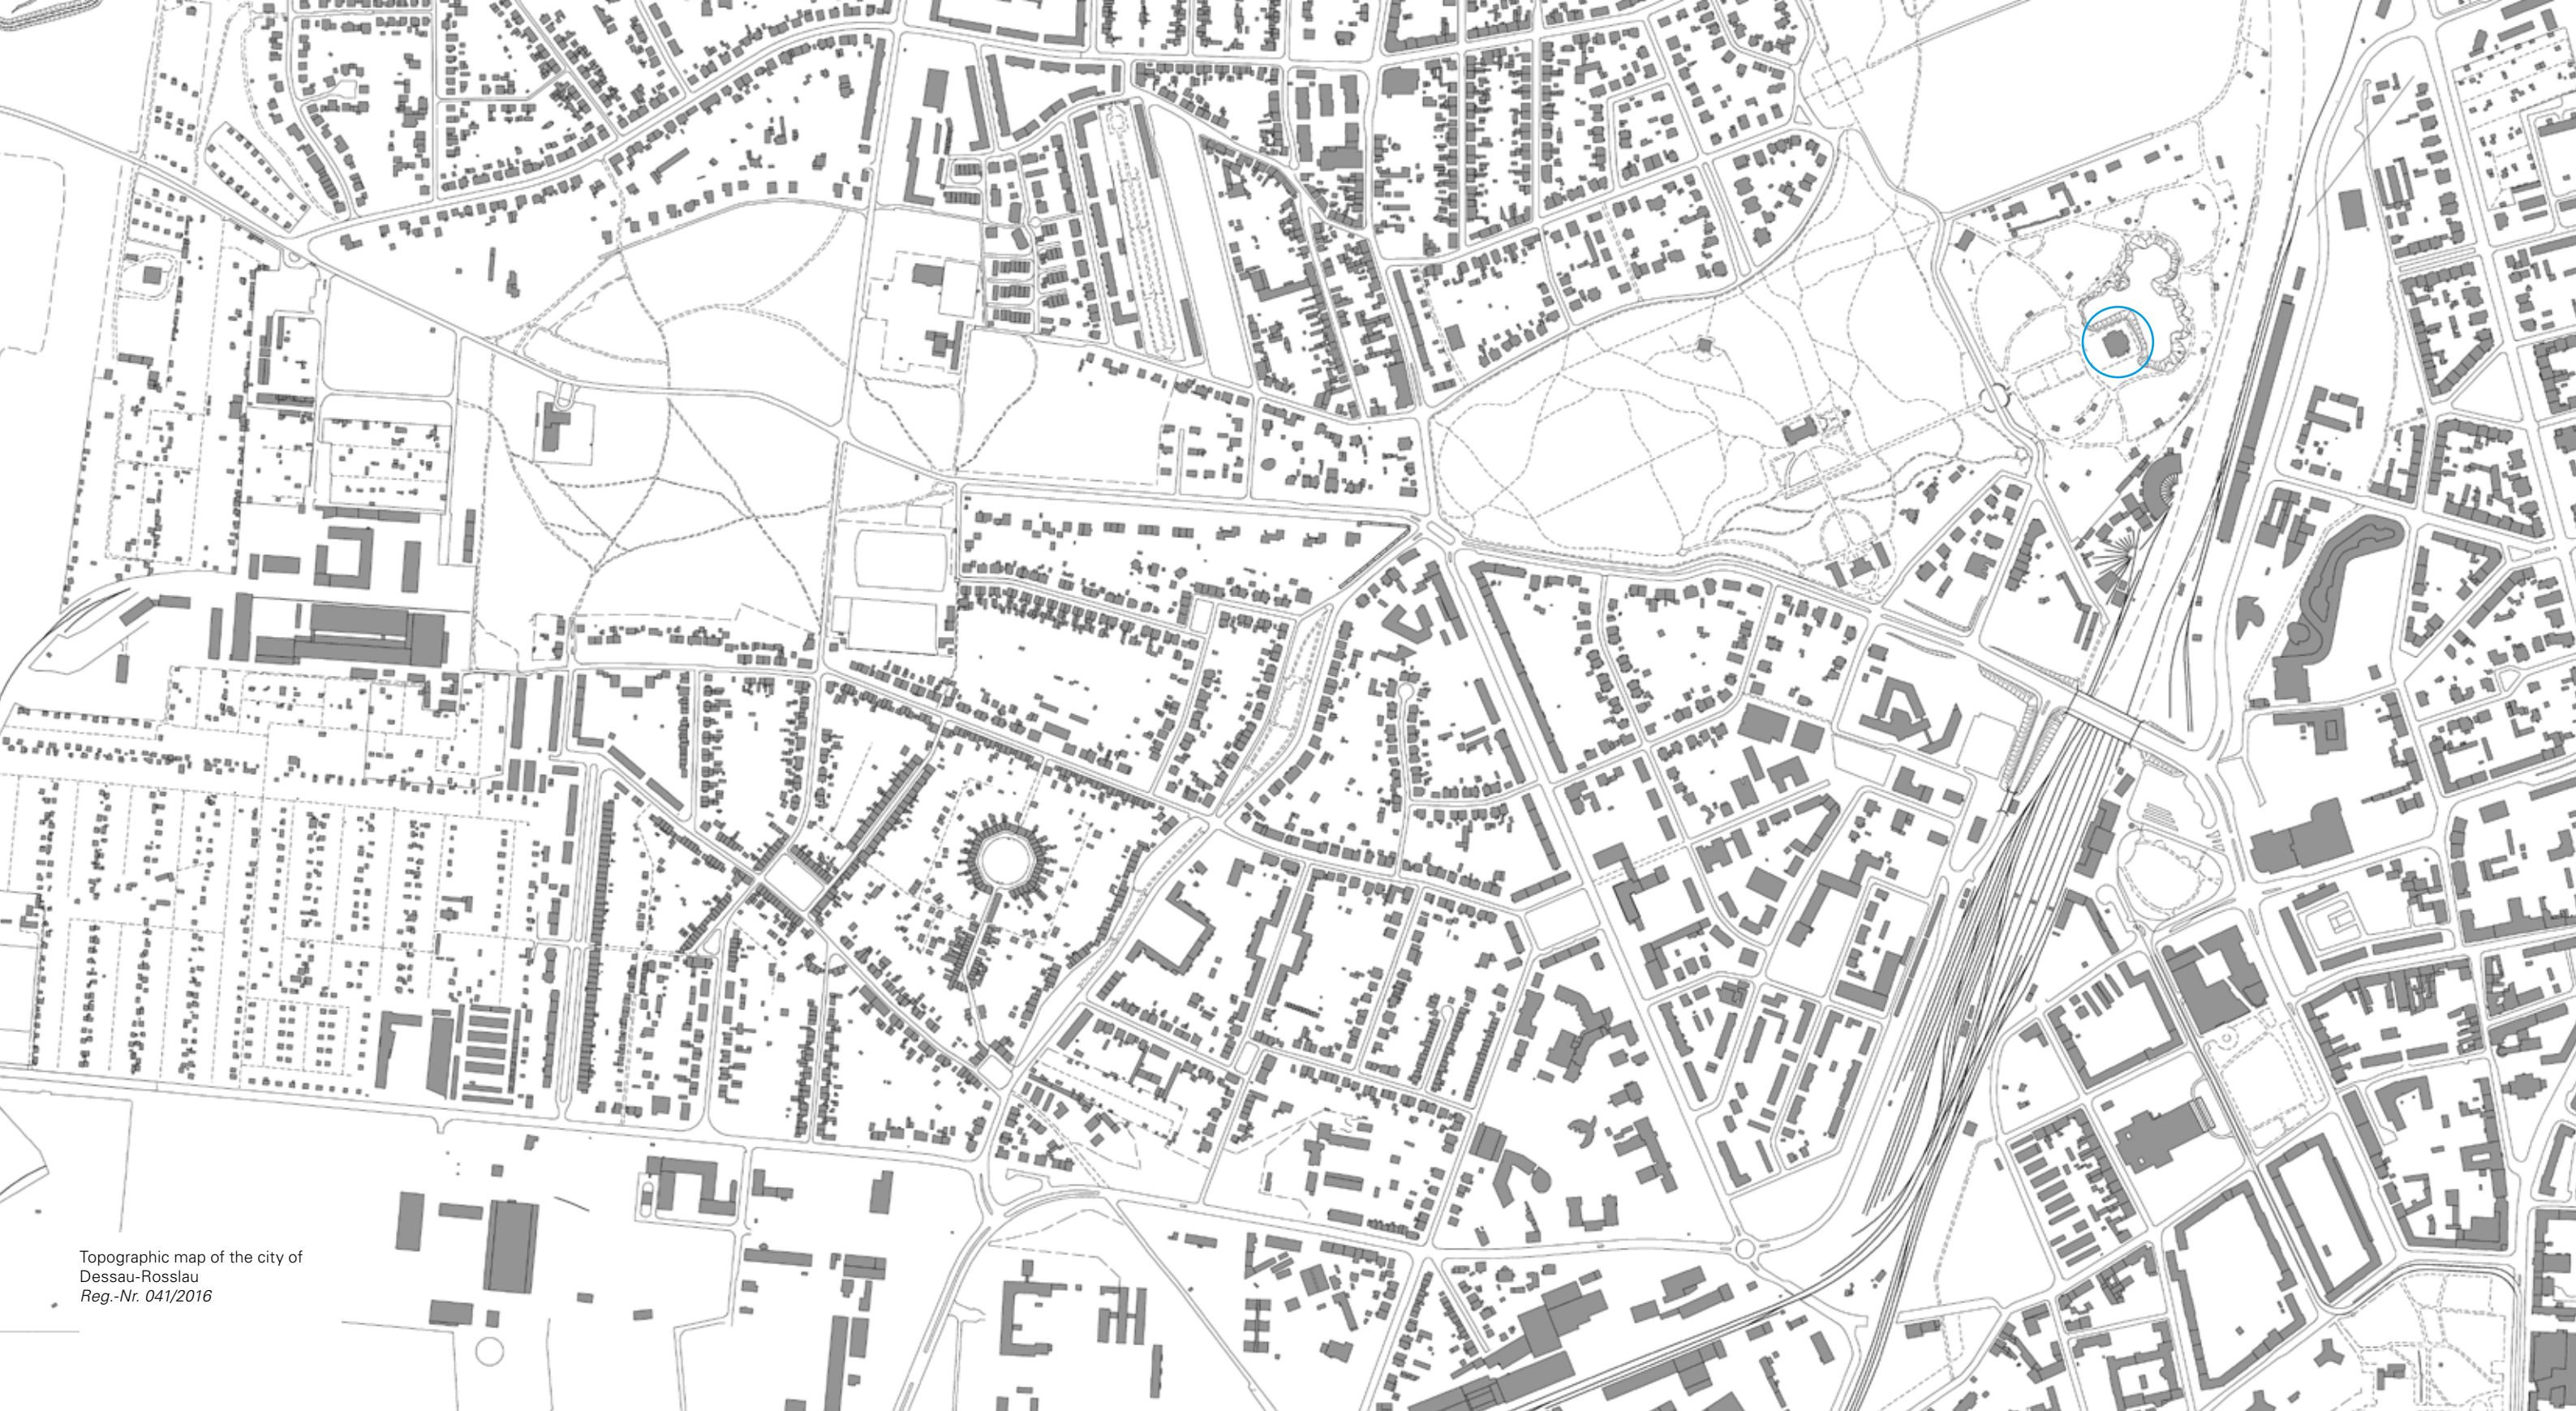 Topographic map of the city of
Dessau-Rosslau
Reg.-Nr. 041/2016